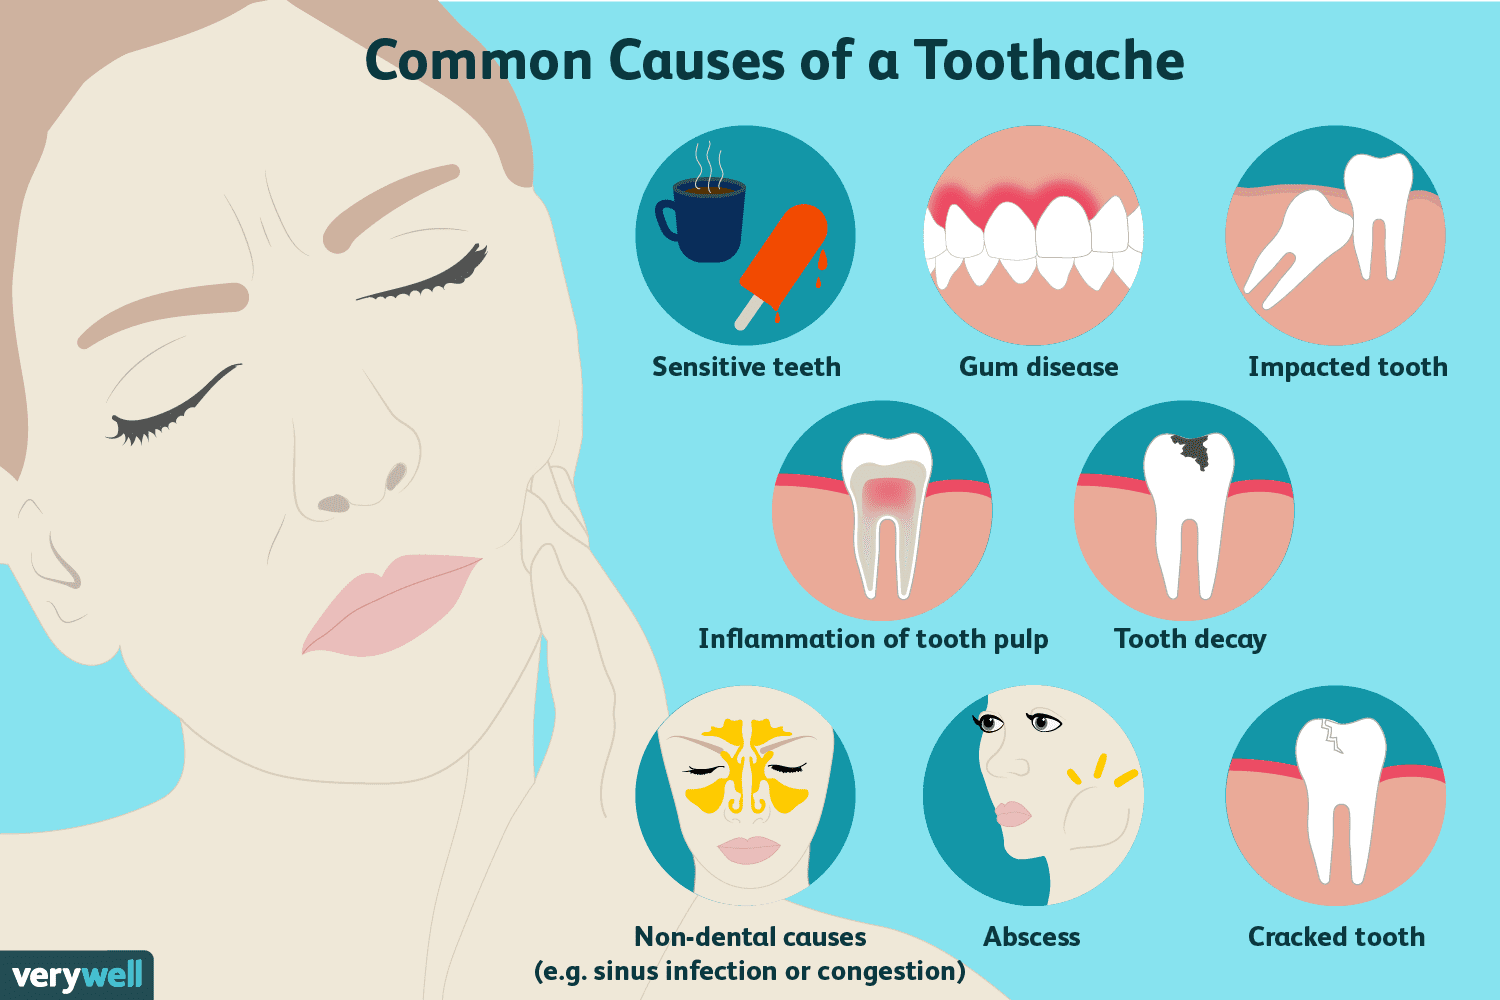 Common Causes of a Toothache
Sensitive teeth
Gum disease
Impacted tooth
Inflammation of tooth pulp
Tooth decay
Non-dental causes
(e.g. sinus infection or congestion)
Abscess
Cracked tooth
verywell